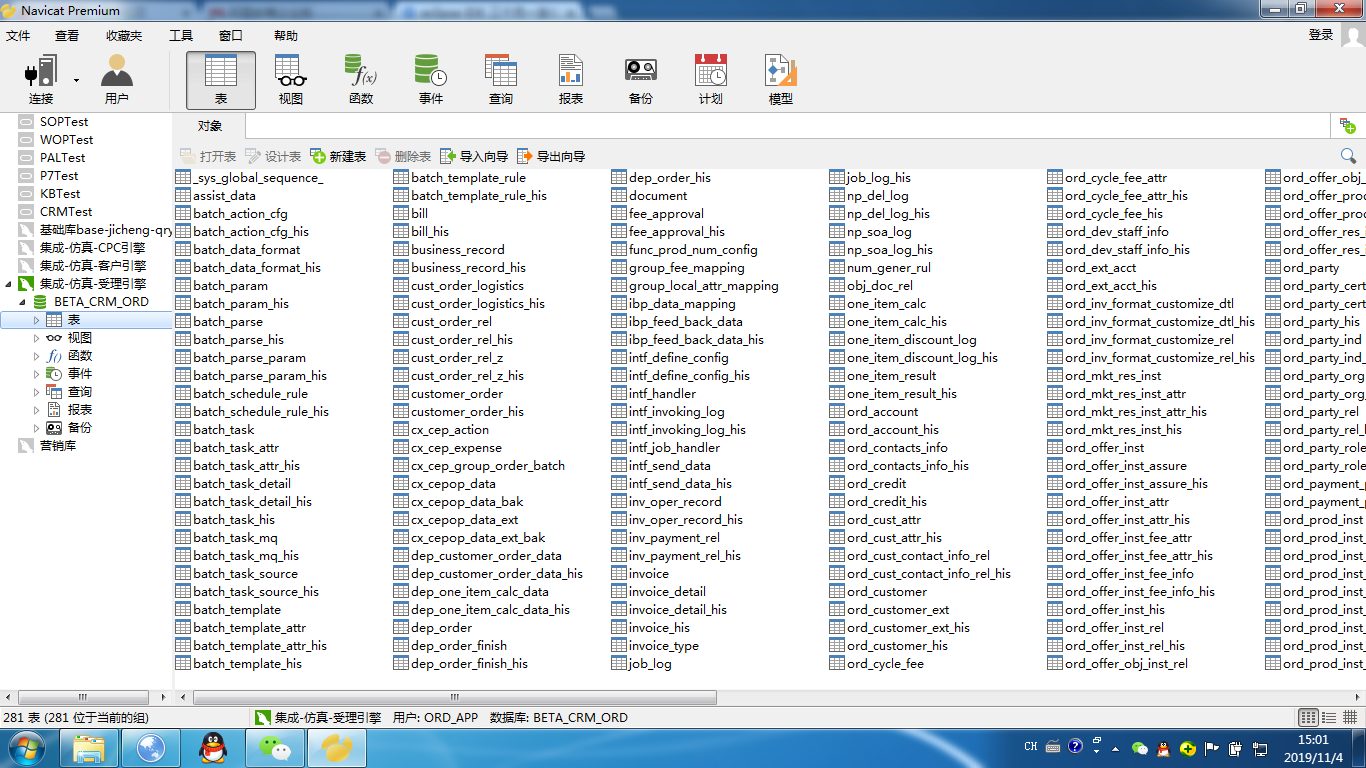 Navicat Premium
文件 查看 收藏夹 工具 窗口 帮助 登录
连接 用户 表 视图 函数 事件 查询 报表 备份 计划 模型
SOPTest
WOPTest
PALTest
P7Test
KBTest
CRMTest
基础库base-jicheng-qry
集成-仿真-CPC引擎
集成-仿真-客户引擎
集成-仿真-受理引擎
BETA_CRM_ORD
表
视图
函数
事件
查询
报表
备份
营销库
对象
打开表 设计表 新建表 删除表 导入向导 导出向导
_sys_global_sequence_
assist_data
batch_action_cfg
batch_action_cfg_his
batch_data_format
batch_data_format_his
batch_param
batch_param_his
batch_parse
batch_parse_his
batch_parse_param
batch_parse_param_his
batch_schedule_rule
batch_schedule_rule_his
batch_task
batch_task_attr
batch_task_attr_his
batch_task_detail
batch_task_detail_his
batch_task_his
batch_task_mq
batch_task_mq_his
batch_task_source
batch_task_source_his
batch_template
batch_template_attr
batch_template_attr_his
batch_template_his
batch_template_rule
batch_template_rule_his
bill
bill_his
business_record
business_record_his
cust_order_logistics
cust_order_logistics_his
cust_order_rel
cust_order_rel_his
cust_order_rel_z
cust_order_rel_z_his
customer_order
customer_order_his
cx_cep_action
cx_cep_expense
cx_cep_group_order_batch
cx_cepop_data
cx_cepop_data_bak
cx_cepop_data_ext
cx_cepop_data_ext_bak
dep_customer_order_data
dep_customer_order_data_his
dep_one_item_calc_data
dep_one_item_calc_data_his
dep_order
dep_order_finish
dep_order_finish_his
dep_order_his
document
fee_approval
fee_approval_his
func_prod_num_config
group_fee_mapping
group_local_attr_mapping
ibp_data_mapping
ibp_feed_back_data
ibp_feed_back_data_his
intf_define_config
intf_define_config_his
intf_handler
intf_invoking_log
intf_invoking_log_his
intf_job_handler
intf_send_data
intf_send_data_his
inv_oper_record
inv_oper_record_his
inv_payment_rel
inv_payment_rel_his
invoice
invoice_detail
invoice_detail_his
invoice_his
invoice_type
job_log
job_log_his
np_del_log
np_del_log_his
np_soa_log
np_soa_log_his
num_gener_rul
obj_doc_rel
one_item_calc
one_item_calc_his
one_item_discount_log
one_item_discount_log_his
one_item_result
one_item_result_his
ord_account
ord_account_his
ord_contacts_info
ord_contacts_info_his
ord_credit
ord_credit_his
ord_cust_attr
ord_cust_attr_his
ord_cust_contact_info_rel
ord_cust_contact_info_rel_his
ord_customer
ord_customer_ext
ord_customer_ext_his
ord_customer_his
ord_cycle_fee
ord_cycle_fee_attr
ord_cycle_fee_attr_his
ord_cycle_fee_his
ord_dev_staff_info
ord_dev_staff_info_his
ord_ext_acct
ord_ext_acct_his
ord_inv_format_customize_dtl
ord_inv_format_customize_dtl_his
ord_inv_format_customize_rel
ord_inv_format_customize_rel_his
ord_mkt_res_inst
ord_mkt_res_inst_attr
ord_mkt_res_inst_attr_his
ord_mkt_res_inst_his
ord_offer_inst
ord_offer_inst_assure
ord_offer_inst_assure_his
ord_offer_inst_attr
ord_offer_inst_attr_his
ord_offer_inst_fee_attr
ord_offer_inst_fee_attr_his
ord_offer_inst_fee_info
ord_offer_inst_fee_info_his
ord_offer_inst_his
ord_offer_inst_rel
ord_offer_inst_rel_his
ord_offer_obj_inst_rel
ord_offer_obj_
ord_offer_prod
ord_offer_prod
ord_offer_res_i
ord_offer_res_i
ord_party
ord_party_cert
ord_party_cert
ord_party_his
ord_party_ind
ord_party_ind_
ord_party_org
ord_party_org_
ord_party_rel
ord_party_rel_h
ord_party_role
ord_party_role
ord_payment_p
ord_payment_p
ord_prod_inst
ord_prod_inst_
ord_prod_inst_
ord_prod_inst_
ord_prod_inst_
ord_prod_inst_
ord_prod_inst_
ord_prod_inst_
ord_prod_inst_
281 表 (281 位于当前的组) 集成-仿真-受理引擎 用户: ORD_APP 数据库: BETA_CRM_ORD
CH 15:01
2019/11/4